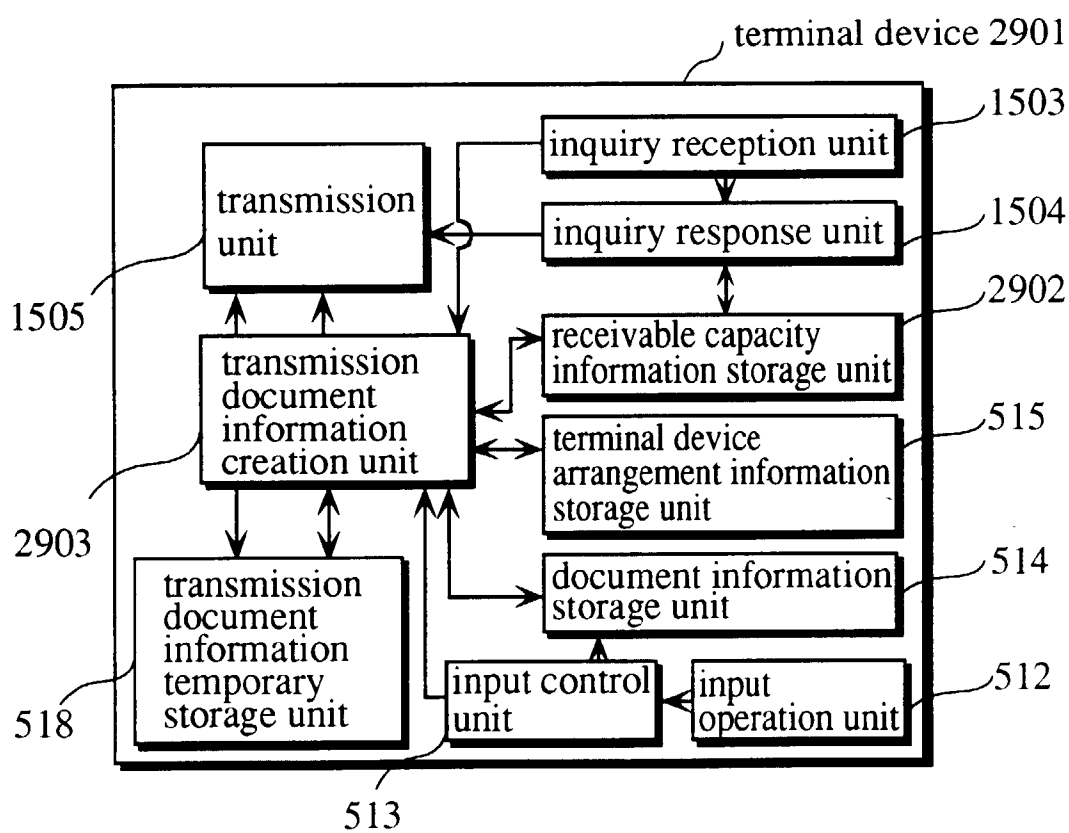 terminal device 2901
1503
inquiry reception unit
transmission
unit
1504
inquiry response unit
1505
2902
receivable capacity
information storage unit
transmission
document
information
creation unit
515
terminal device
arrangement information
storage unit
2903
514
document information
storage unit
transmission
document
information
temporary
storage unit
518
input control
unit
512
input
operation unit
513